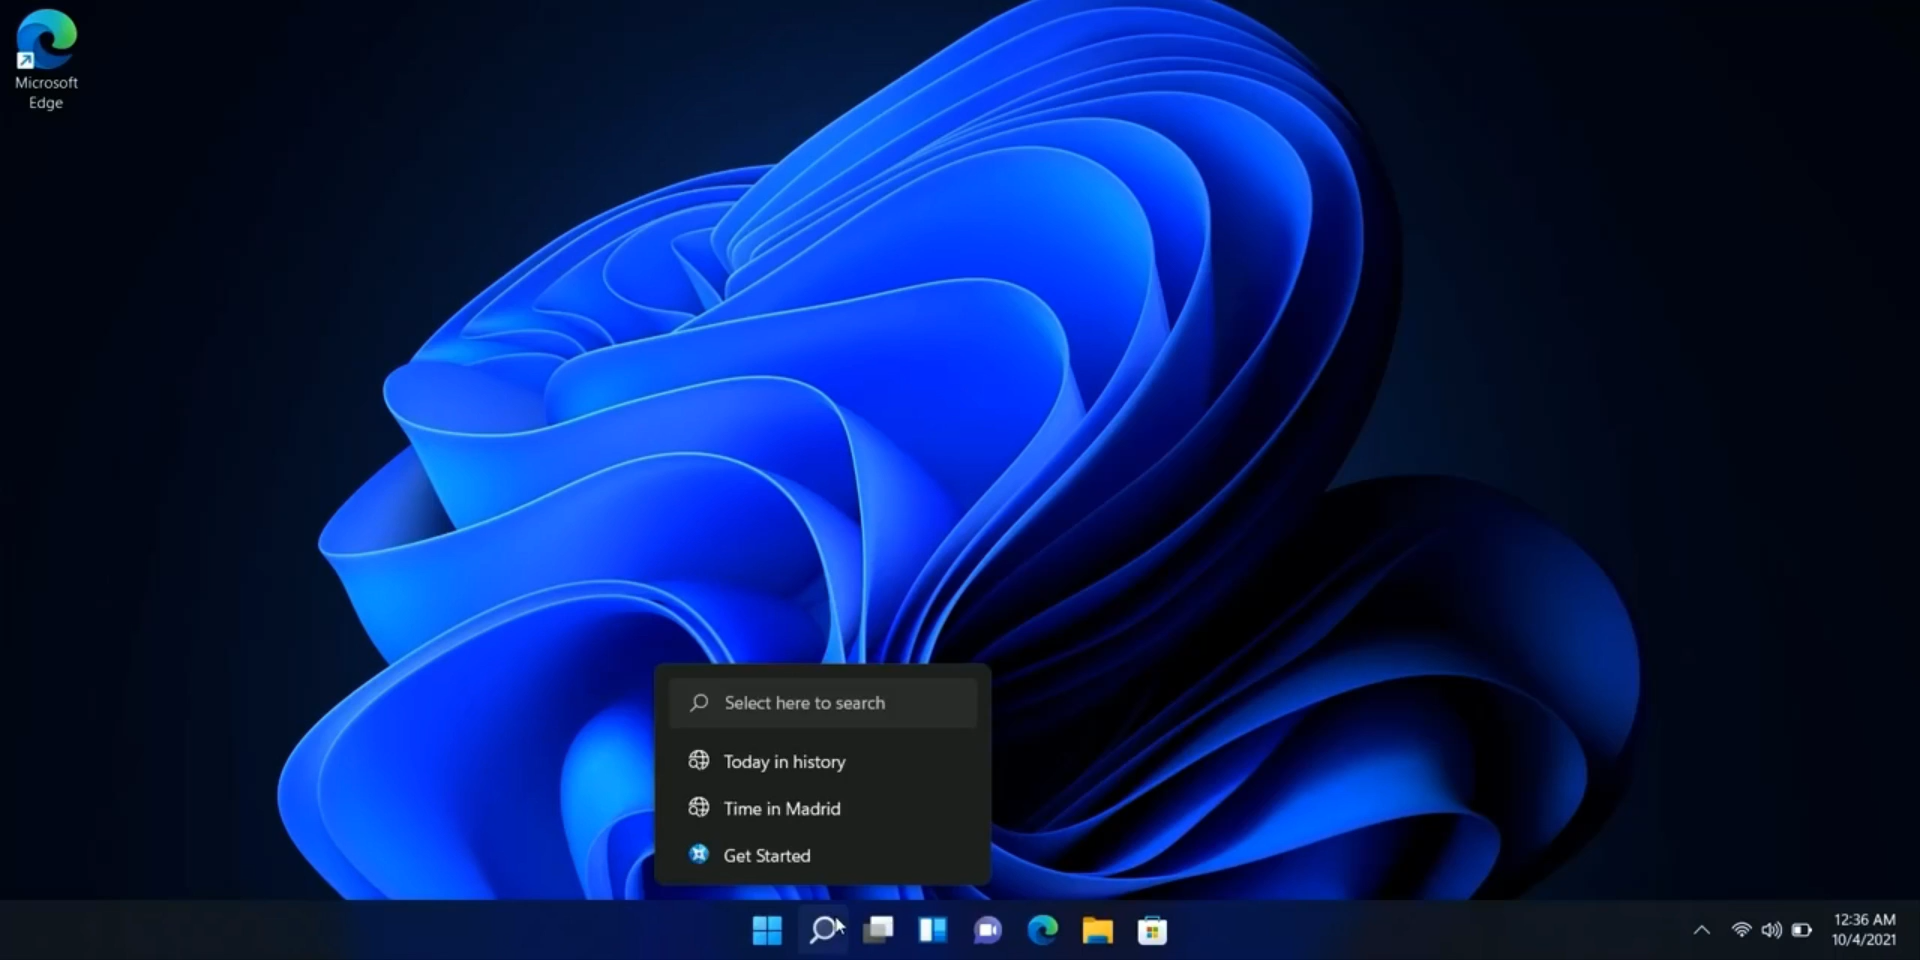 Microsoft
Edge
Select here to search
Today in history
Time in Madrid
Get Started
12:36 AM
10/4/2021